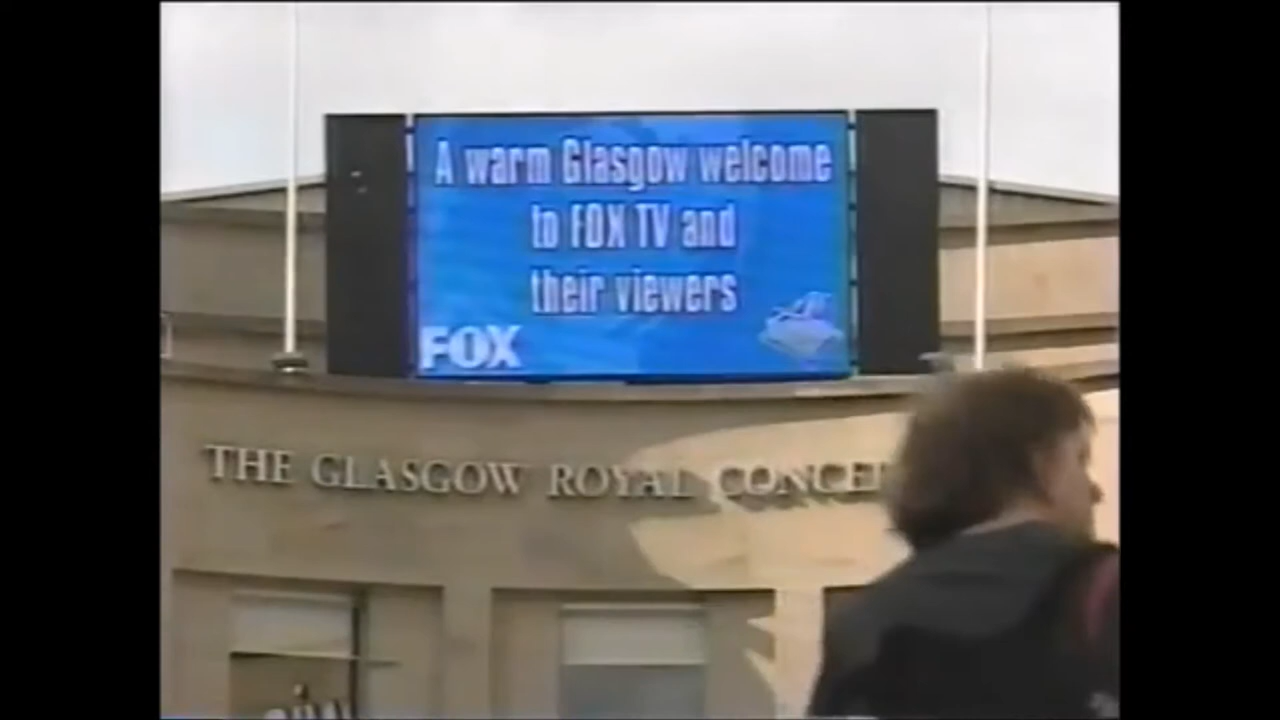 A warm Glasgow welcome
to FOX TV and
their viewers
FOX
THE GLASGOW ROYAL